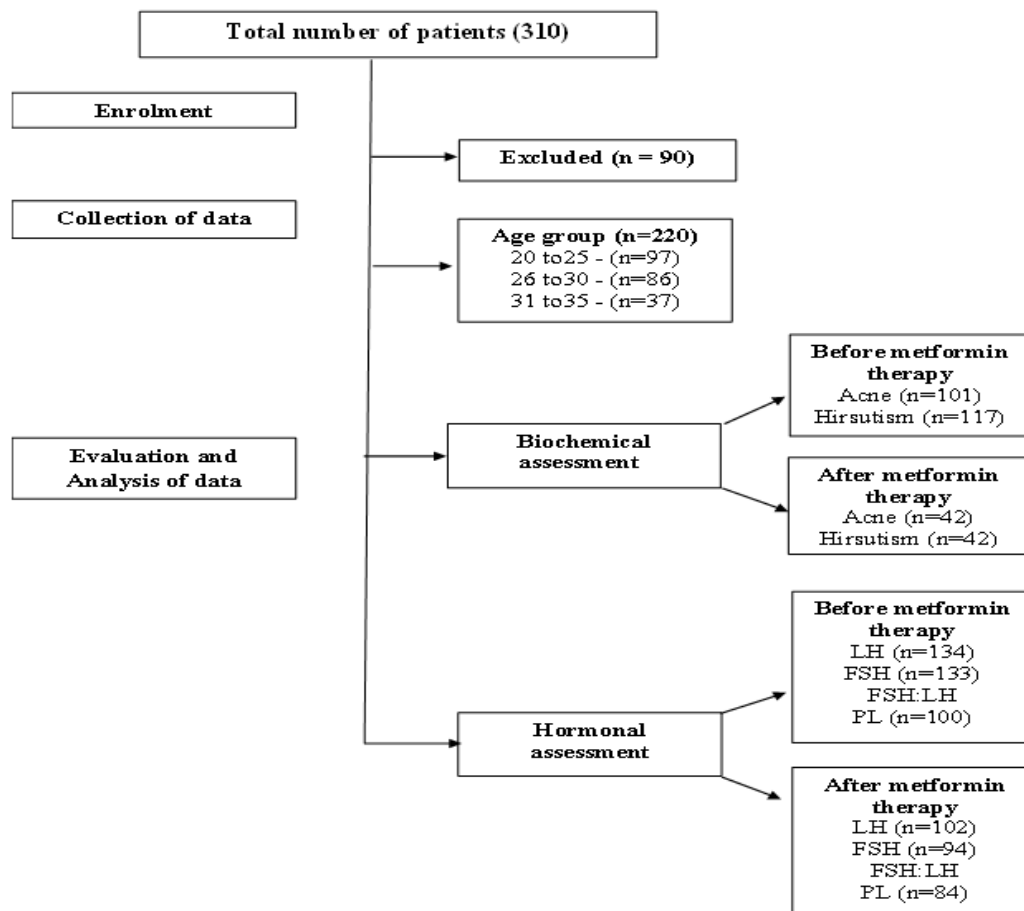 Total number of patients (310)
Enrolment
Excluded (n = 90)
Collection of data
Age group (n=220)
20 to25 - (n=97)
26 to30 - (n=86)
31 to35 - (n=37)
Evaluation and
Analysis of data
Biochemical
assessment
Before metformin
therapy
Acne (n=101)
Hirsutism (n=117)
After metformin
therapy
Acne (n=42)
Hirsutism (n=42)
Hormonal
assessment
Before metformin
therapy
LH (n=134)
FSH (n=133)
FSH:LH
PL (n=100)
After metformin
therapy
LH (n=102)
FSH (n=94)
FSH:LH
PL (n=84)